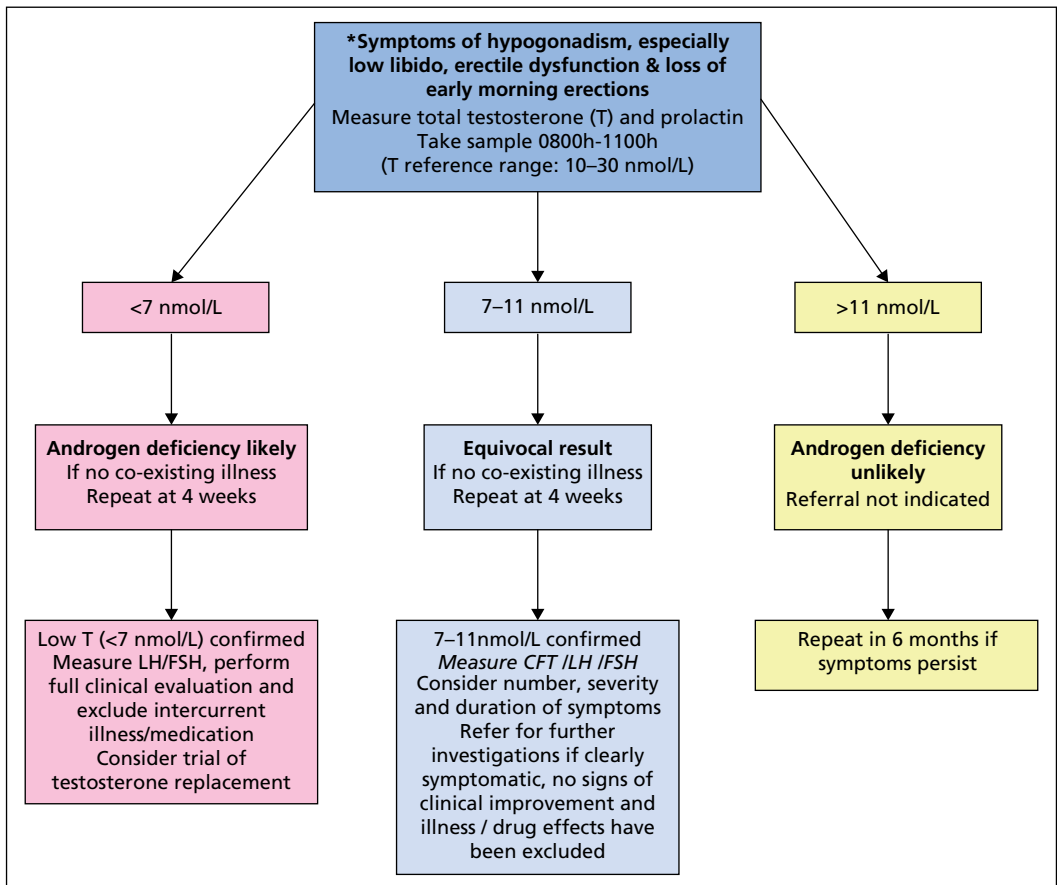 *Symptoms of hypogonadism, especially
low libido, erectile dysfunction & loss of
early morning erections
Measure total testosterone (T) and prolactin
Take sample 0800h-1100h
(T reference range: 10–30 nmol/L)
<7 nmol/L
7–11 nmol/L
>11 nmol/L
Androgen deficiency likely
If no co-existing illness
Repeat at 4 weeks
Equivocal result
If no co-existing illness
Repeat at 4 weeks
Androgen deficiency
unlikely
Referral not indicated
Low T (<7 nmol/L) confirmed
Measure LH/FSH, perform
full clinical evaluation and
exclude intercurrent
illness/medication
Consider trial of
testosterone replacement
7–11nmol/L confirmed
Measure CFT /LH /FSH
Consider number, severity
and duration of symptoms
Refer for further
investigations if clearly
symptomatic, no signs of
clinical improvement and
illness / drug effects have
been excluded
Repeat in 6 months if
symptoms persist